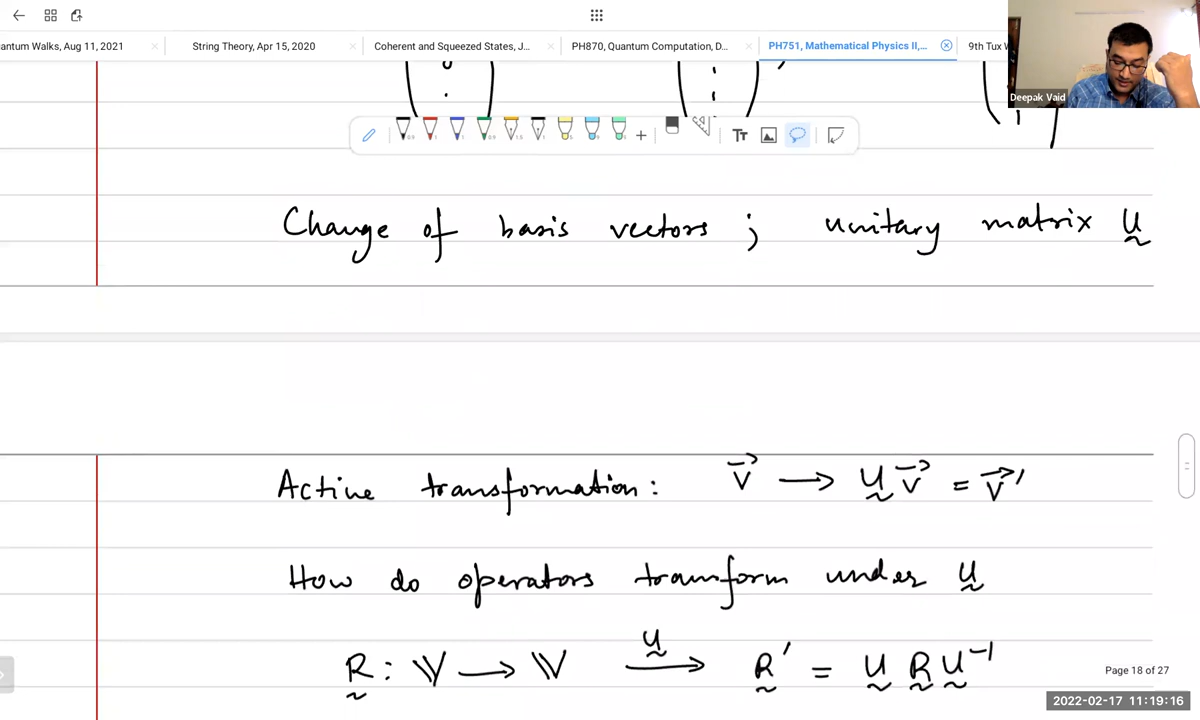 antum Walks, Aug 11, 2021 String Theory, Apr 15, 2020 Coherent and Squeezed States, J... PH870, Quantum Computation, D... PH751, Mathematical Physics II,... 9th Tux
Deepak Vaid
Tт
Change of basis vectors ; unitary matrix Ṵ
Active transformation: v⃗ → Ṵ v⃗ = v⃗'
How do operators transform under Ṵ
R̰ : 𝕍 → 𝕍 —Ṵ→ R̰' = Ṵ R̰ Ṵ⁻¹
Page 18 of 27
2022-02-17 11:19:16